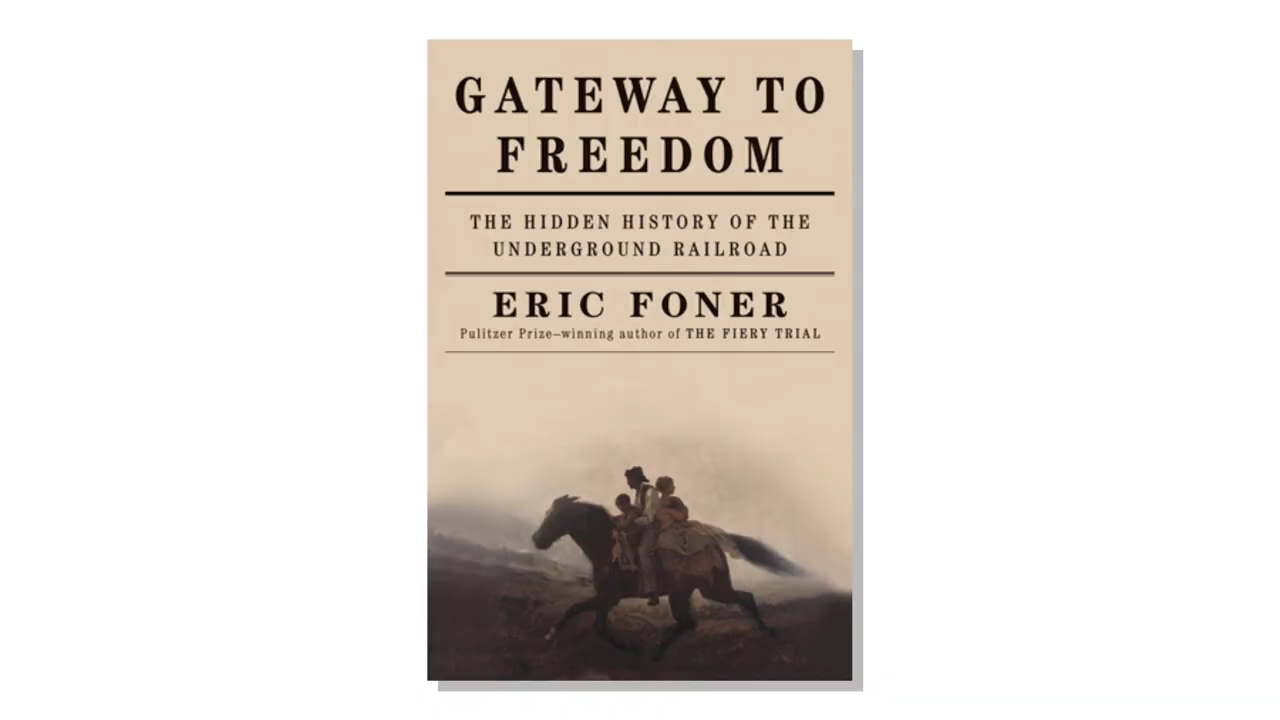 GATEWAY TO
FREEDOM
THE HIDDEN HISTORY OF THE
UNDERGROUND RAILROAD
ERIC FONER
Pulitzer Prize–winning author of THE FIERY TRIAL